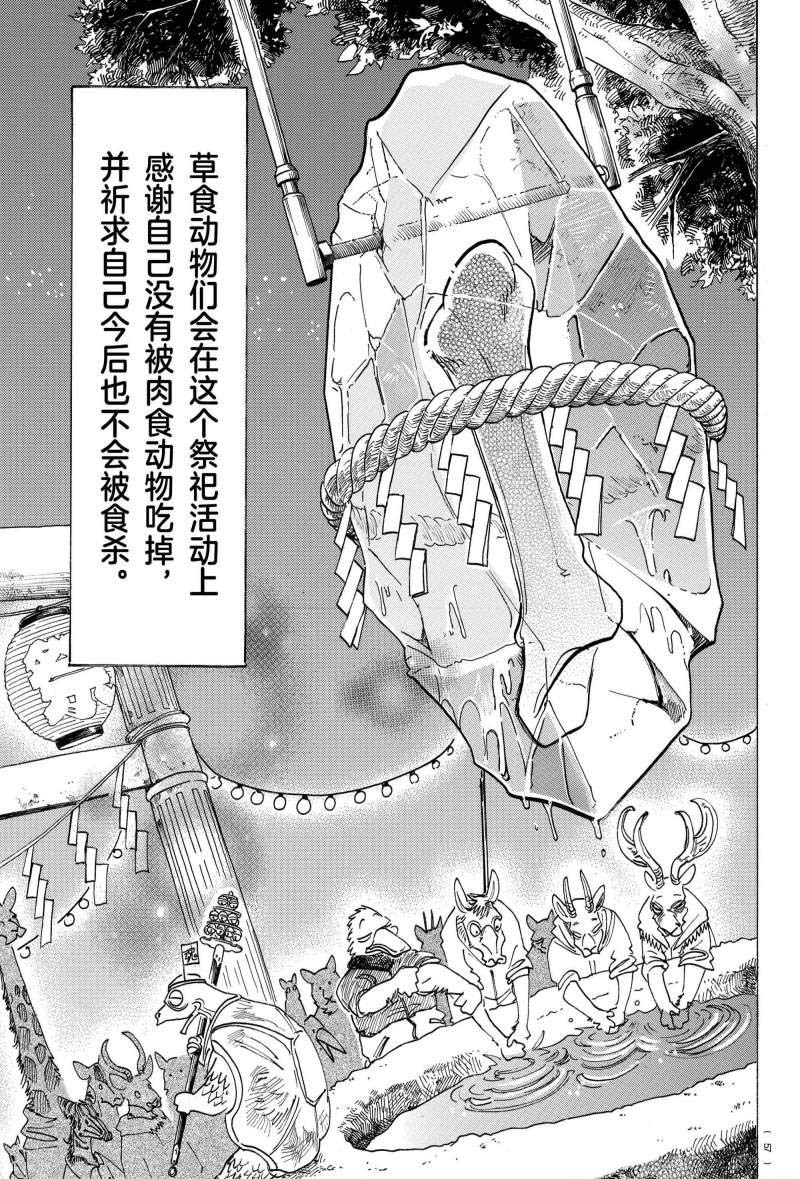 草食动物们会在这个祭祀活动上
感谢自己没有被肉食动物吃掉，
并祈求自己今后也不会被食杀。
(57)